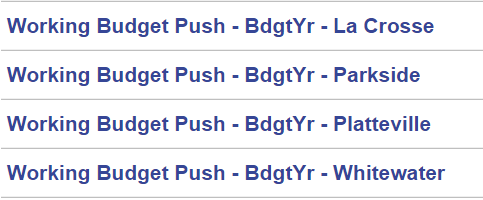 Working Budget Push - BdgtYr - La Crosse
Working Budget Push - BdgtYr - Parkside
Working Budget Push - BdgtYr - Platteville
Working Budget Push - BdgtYr - Whitewater